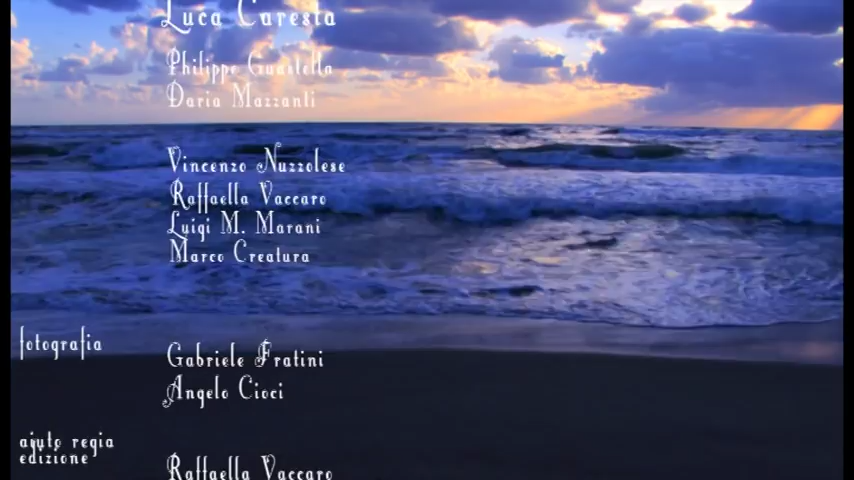 Luca Caresta
Philippe Guastella
Daria Mazzanti
Vincenzo Nuzzolese
Raffaella Vaccaro
Luigi M. Marani
Marco Creatura
fotografia
Gabriele Fratini
Angelo Cioci
ajuto regia
edizione
Raffaella Vaccaro